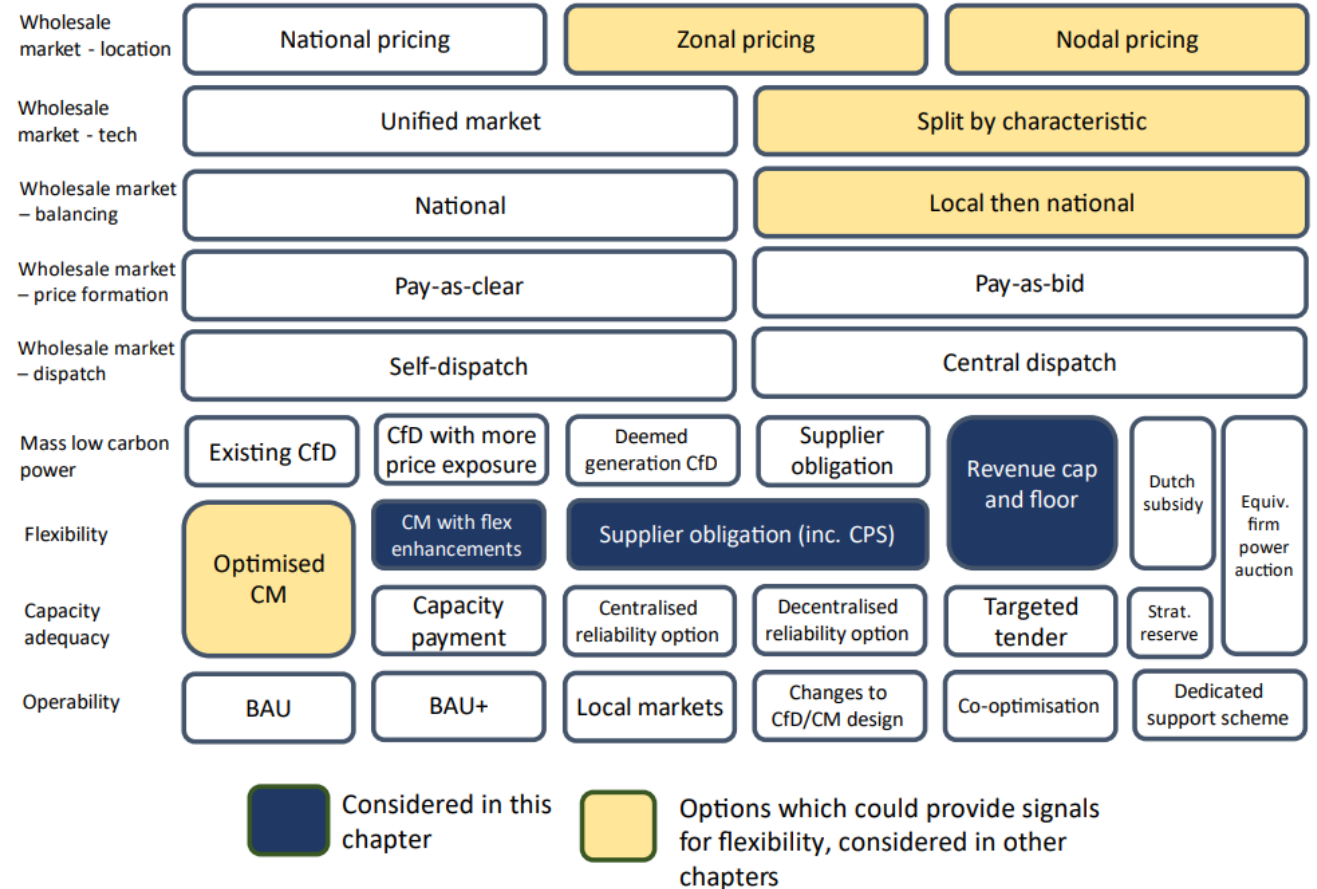 Wholesale
market - location
National pricing
Zonal pricing
Nodal pricing
Wholesale
market - tech
Unified market
Split by characteristic
Wholesale market
– balancing
National
Local then national
Wholesale market
– price formation
Pay-as-clear
Pay-as-bid
Wholesale market
– dispatch
Self-dispatch
Central dispatch
Mass low carbon
power
Existing CfD
CfD with more
price exposure
Deemed
generation CfD
Supplier
obligation
Revenue cap
and floor
Dutch
subsidy
Equiv.
firm
power
auction
Flexibility
Optimised
CM
CM with flex
enhancements
Supplier obligation (inc. CPS)
Capacity
adequacy
Capacity
payment
Centralised
reliability option
Decentralised
reliability option
Targeted
tender
Strat.
reserve
Operability
BAU
BAU+
Local markets
Changes to
CfD/CM design
Co-optimisation
Dedicated
support scheme
Considered in this
chapter
Options which could provide signals
for flexibility, considered in other
chapters